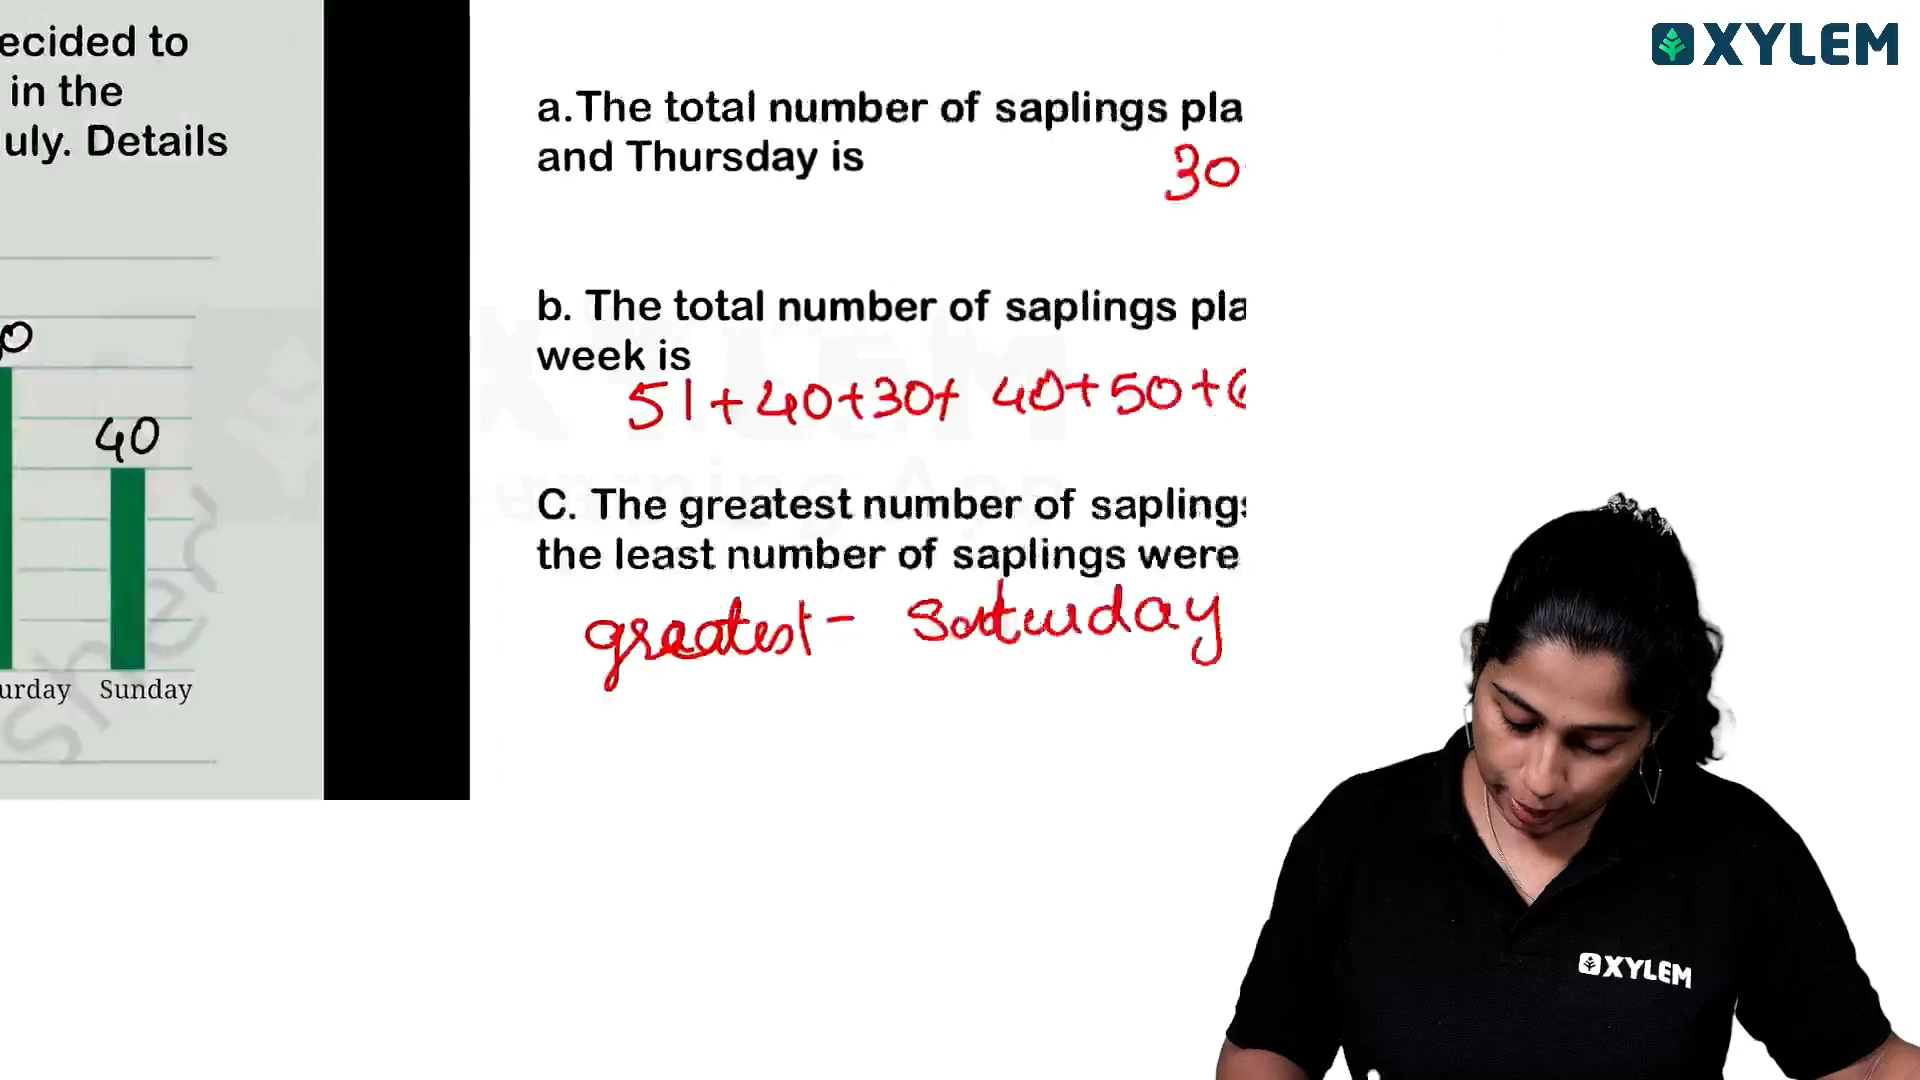 ecided to
in the
uly. Details
40
urday Sunday
XYLEM
a.The total number of saplings pla
and Thursday is
30
b. The total number of saplings pla
week is
51+40+30+ 40+50+6
C. The greatest number of saplings
the least number of saplings were
greatest- Saturday
XYLEM